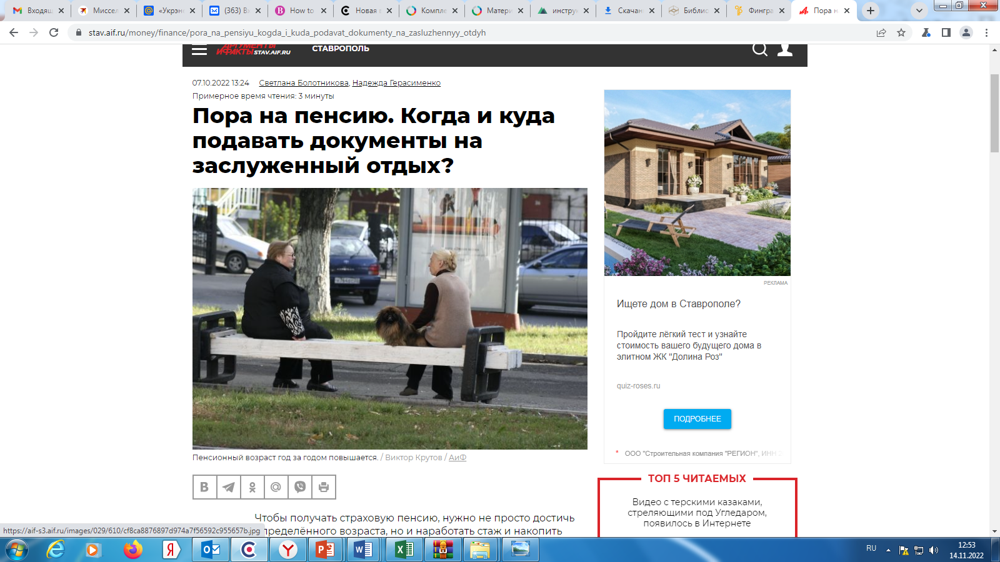 Входящ
Миссел
«Укрэн
(363) Вх
How to
Новая в
Компле
Матери
инструк
Скачан
Библис
Фингра
Пора н
stav.aif.ru/money/finance/pora_na_pensiyu_kogda_i_kuda_podavat_dokumenty_na_zasluzhennyy_otdyh
АРГУМЕНТЫ
И ФАКТЫ STAV.AIF.RU
СТАВРОПОЛЬ
07.10.2022 13:24 Светлана Болотникова, Надежда Герасименко
Примерное время чтения: 3 минуты
Пора на пенсию. Когда и куда
подавать документы на
заслуженный отдых?
Пенсионный возраст год за годом повышается. / Виктор Крутов / АиФ
Чтобы получать страховую пенсию, нужно не просто достичь
определённого возраста, но и наработать стаж и накопить
РЕКЛАМА
Ищете дом в Ставрополе?
Пройдите лёгкий тест и узнайте
стоимость вашего будущего дома в
элитном ЖК "Долина Роз"
quiz-roses.ru
ПОДРОБНЕЕ
* ООО "Строительная компания "РЕГИОН", ИНН
ТОП 5 ЧИТАЕМЫХ
Видео с терскими казаками,
стреляющими под Угледаром,
появилось в Интернете
https://aif-s3.aif.ru/images/029/610/cf8ca8876897d974a7f56592c955657b.jpg
RU
12:53
14.11.2022